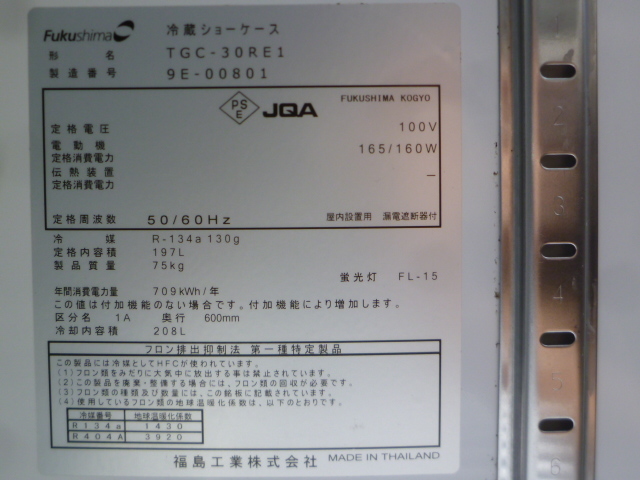 Fukushima 冷蔵ショーケース
形名 TGC-30RE1
製造番号 9E-00801
PS E JQA FUKUSHIMA KOGYO
定格電圧 100V
電動機
定格消費電力 165/160W
伝熱装置
定格消費電力 －
定格周波数 50/60Hz 屋内設置用 漏電遮断器付
冷媒 R-134a 130g
定格内容積 197L
製品質量 75kg
蛍光灯 FL-15
年間消費電力量 709kWh/年
この値は付加機能のない場合です。付加機能により増加します。
区分名 1A 奥行 600mm
冷却内容積 208L
フロン排出抑制法 第一種特定製品
この製品には冷媒としてHFCが使われています。
(1)フロン類をみだりに大気中に放出する事は禁止されています。
(2)この製品を廃棄・整備する場合には、フロン類の回収が必要です。
(3)フロン類の種類及び数量には、この銘板に記載されています。
(4)使用しているフロン類の地球温暖化係数は、以下のとおりです。
冷媒番号 地球温暖化係数
R134a 1430
R404A 3920
福島工業株式会社 MADE IN THAILAND
1
2
3
4
5
6